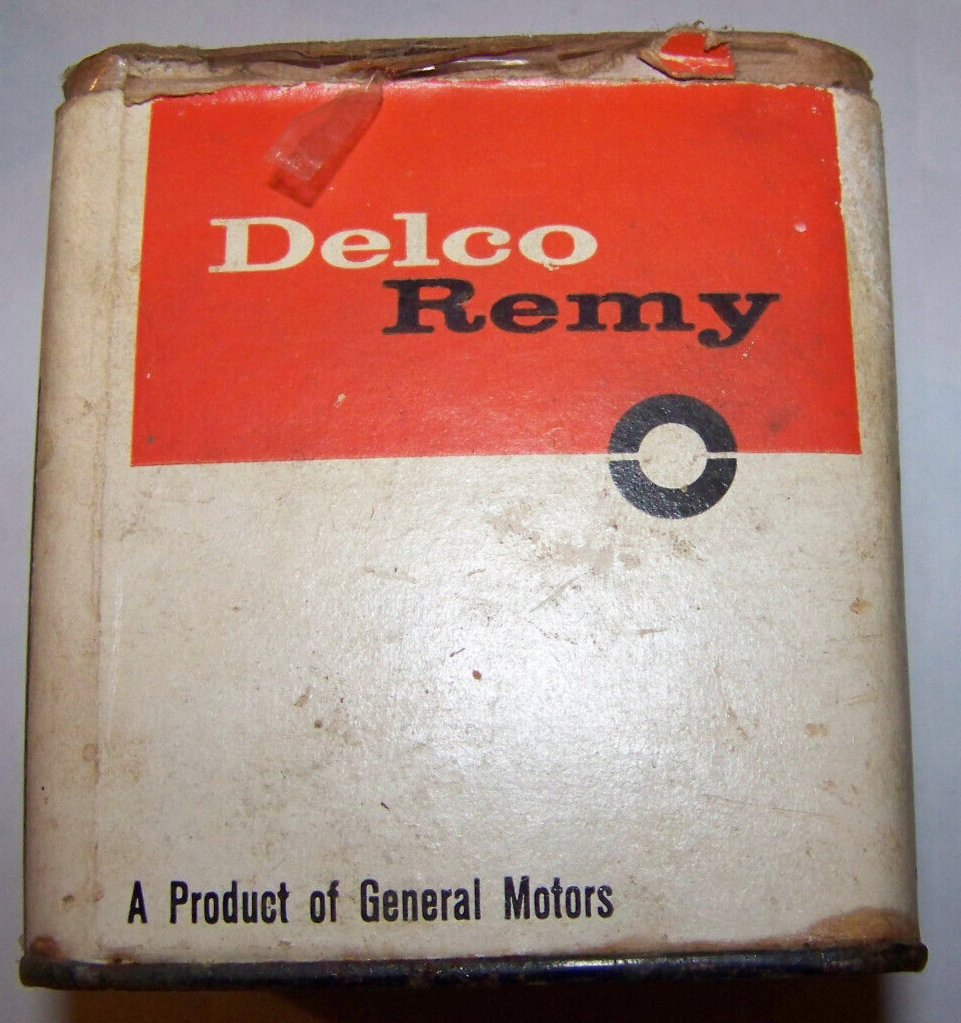 Delco
Remy
A Product of General Motors